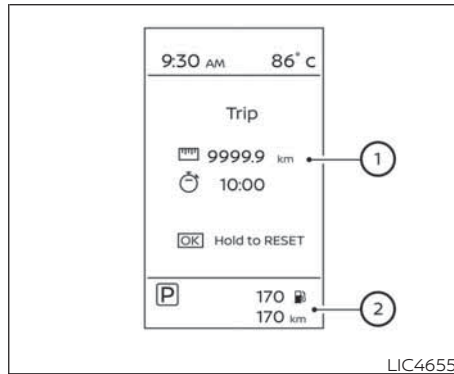 9:30 AM 86° C
Trip
9999.9 km 1
10:00
OK Hold to RESET
P 170
170 km 2
LIC4655